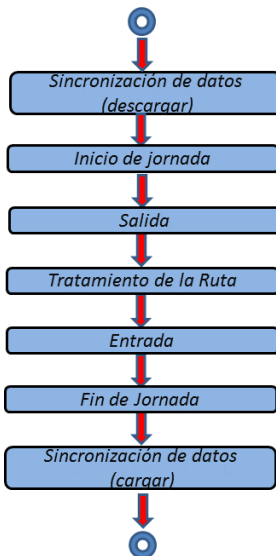 Sincronización de datos
(descargar)
Inicio de jornada
Salida
Tratamiento de la Ruta
Entrada
Fin de Jornada
Sincronización de datos
(cargar)